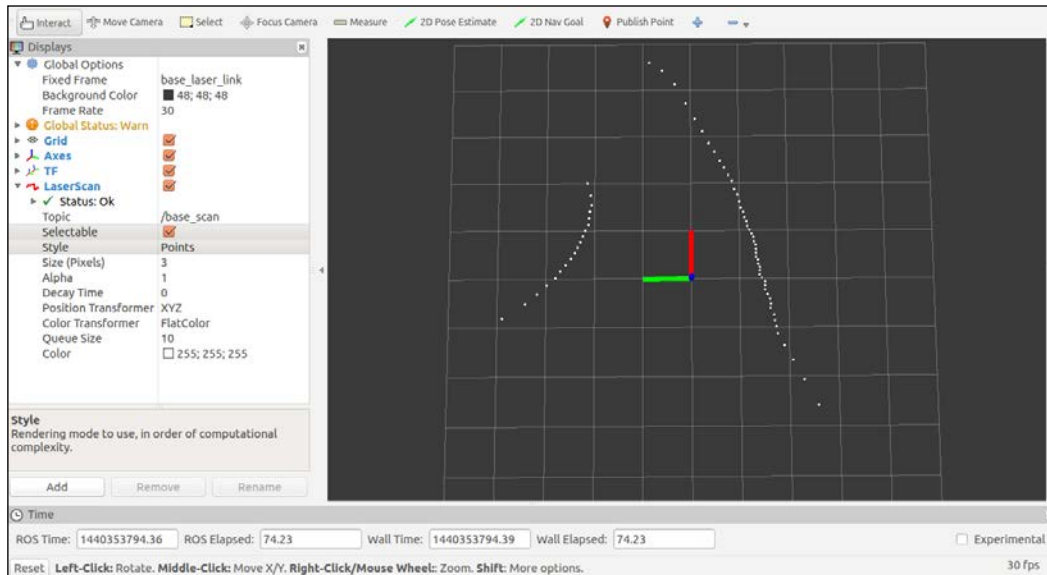 Interact Move Camera Select Focus Camera Measure 2D Pose Estimate 2D Nav Goal Publish Point
Displays
Global Options
Fixed Frame base_laser_link
Background Color 48; 48; 48
Frame Rate 30
Global Status: Warn
Grid
Axes
TF
LaserScan
Status: Ok
Topic /base_scan
Selectable
Style Points
Size (Pixels) 3
Alpha 1
Decay Time 0
Position Transformer XYZ
Color Transformer FlatColor
Queue Size 10
Color 255; 255; 255
Style
Rendering mode to use, in order of computational
complexity.
Add Remove Rename
Time
ROS Time: 1440353794.36 ROS Elapsed: 74.23 Wall Time: 1440353794.39 Wall Elapsed: 74.23 Experimental
Reset Left-Click: Rotate. Middle-Click: Move X/Y. Right-Click/Mouse Wheel:: Zoom. Shift: More options. 30 fps